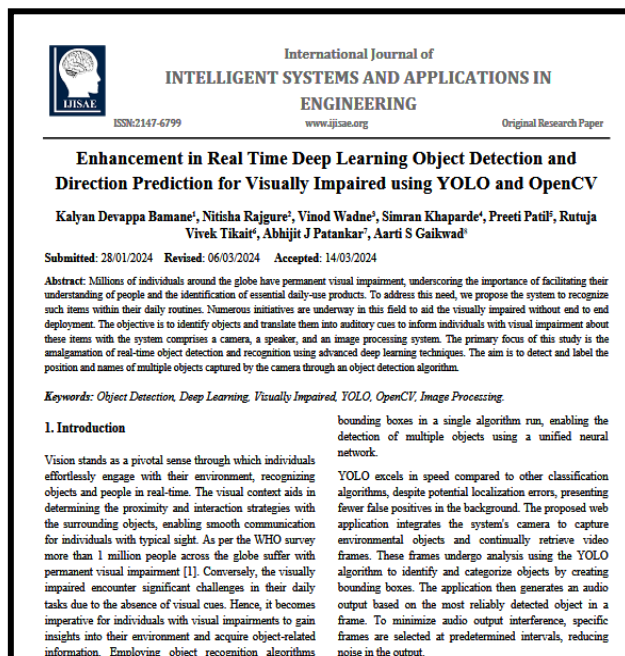 International Journal of
INTELLIGENT SYSTEMS AND APPLICATIONS IN
ENGINEERING
IJISAE
ISSN:2147-6799 www.ijisae.org Original Research Paper
Enhancement in Real Time Deep Learning Object Detection and
Direction Prediction for Visually Impaired using YOLO and OpenCV
Kalyan Devappa Bamane¹, Nitisha Rajgure², Vinod Wadne³, Simran Khaparde⁴, Preeti Patil⁵, Rutuja
Vivek Tikait⁶, Abhijit J Patankar⁷, Aarti S Gaikwad⁸
Submitted: 28/01/2024 Revised: 06/03/2024 Accepted: 14/03/2024
Abstract: Millions of individuals around the globe have permanent visual impairment, underscoring the importance of facilitating their
understanding of people and the identification of essential daily-use products. To address this need, we propose the system to recognize
such items within their daily routines. Numerous initiatives are underway in this field to aid the visually impaired without end to end
deployment. The objective is to identify objects and translate them into auditory cues to inform individuals with visual impairment about
these items with the system comprises a camera, a speaker, and an image processing system. The primary focus of this study is the
amalgamation of real-time object detection and recognition using advanced deep learning techniques. The aim is to detect and label the
position and names of multiple objects captured by the camera through an object detection algorithm.
Keywords: Object Detection, Deep Learning, Visually Impaired, YOLO, OpenCV, Image Processing.
1. Introduction
Vision stands as a pivotal sense through which individuals
effortlessly engage with their environment, recognizing
objects and people in real-time. The visual context aids in
determining the proximity and interaction strategies with
the surrounding objects, enabling smooth communication
for individuals with typical sight. As per the WHO survey
more than 1 million people across the globe suffer with
permanent visual impairment [1]. Conversely, the visually
impaired encounter significant challenges in their daily
tasks due to the absence of visual cues. Hence, it becomes
imperative for individuals with visual impairments to gain
insights into their environment and acquire object-related
information. Employing object recognition algorithms
bounding boxes in a single algorithm run, enabling the
detection of multiple objects using a unified neural
network.
YOLO excels in speed compared to other classification
algorithms, despite potential localization errors, presenting
fewer false positives in the background. The proposed web
application integrates the system's camera to capture
environmental objects and continually retrieve video
frames. These frames undergo analysis using the YOLO
algorithm to identify and categorize objects by creating
bounding boxes. The application then generates an audio
output based on the most reliably detected object in a
frame. To minimize audio output interference, specific
frames are selected at predetermined intervals, reducing
noise in the output.